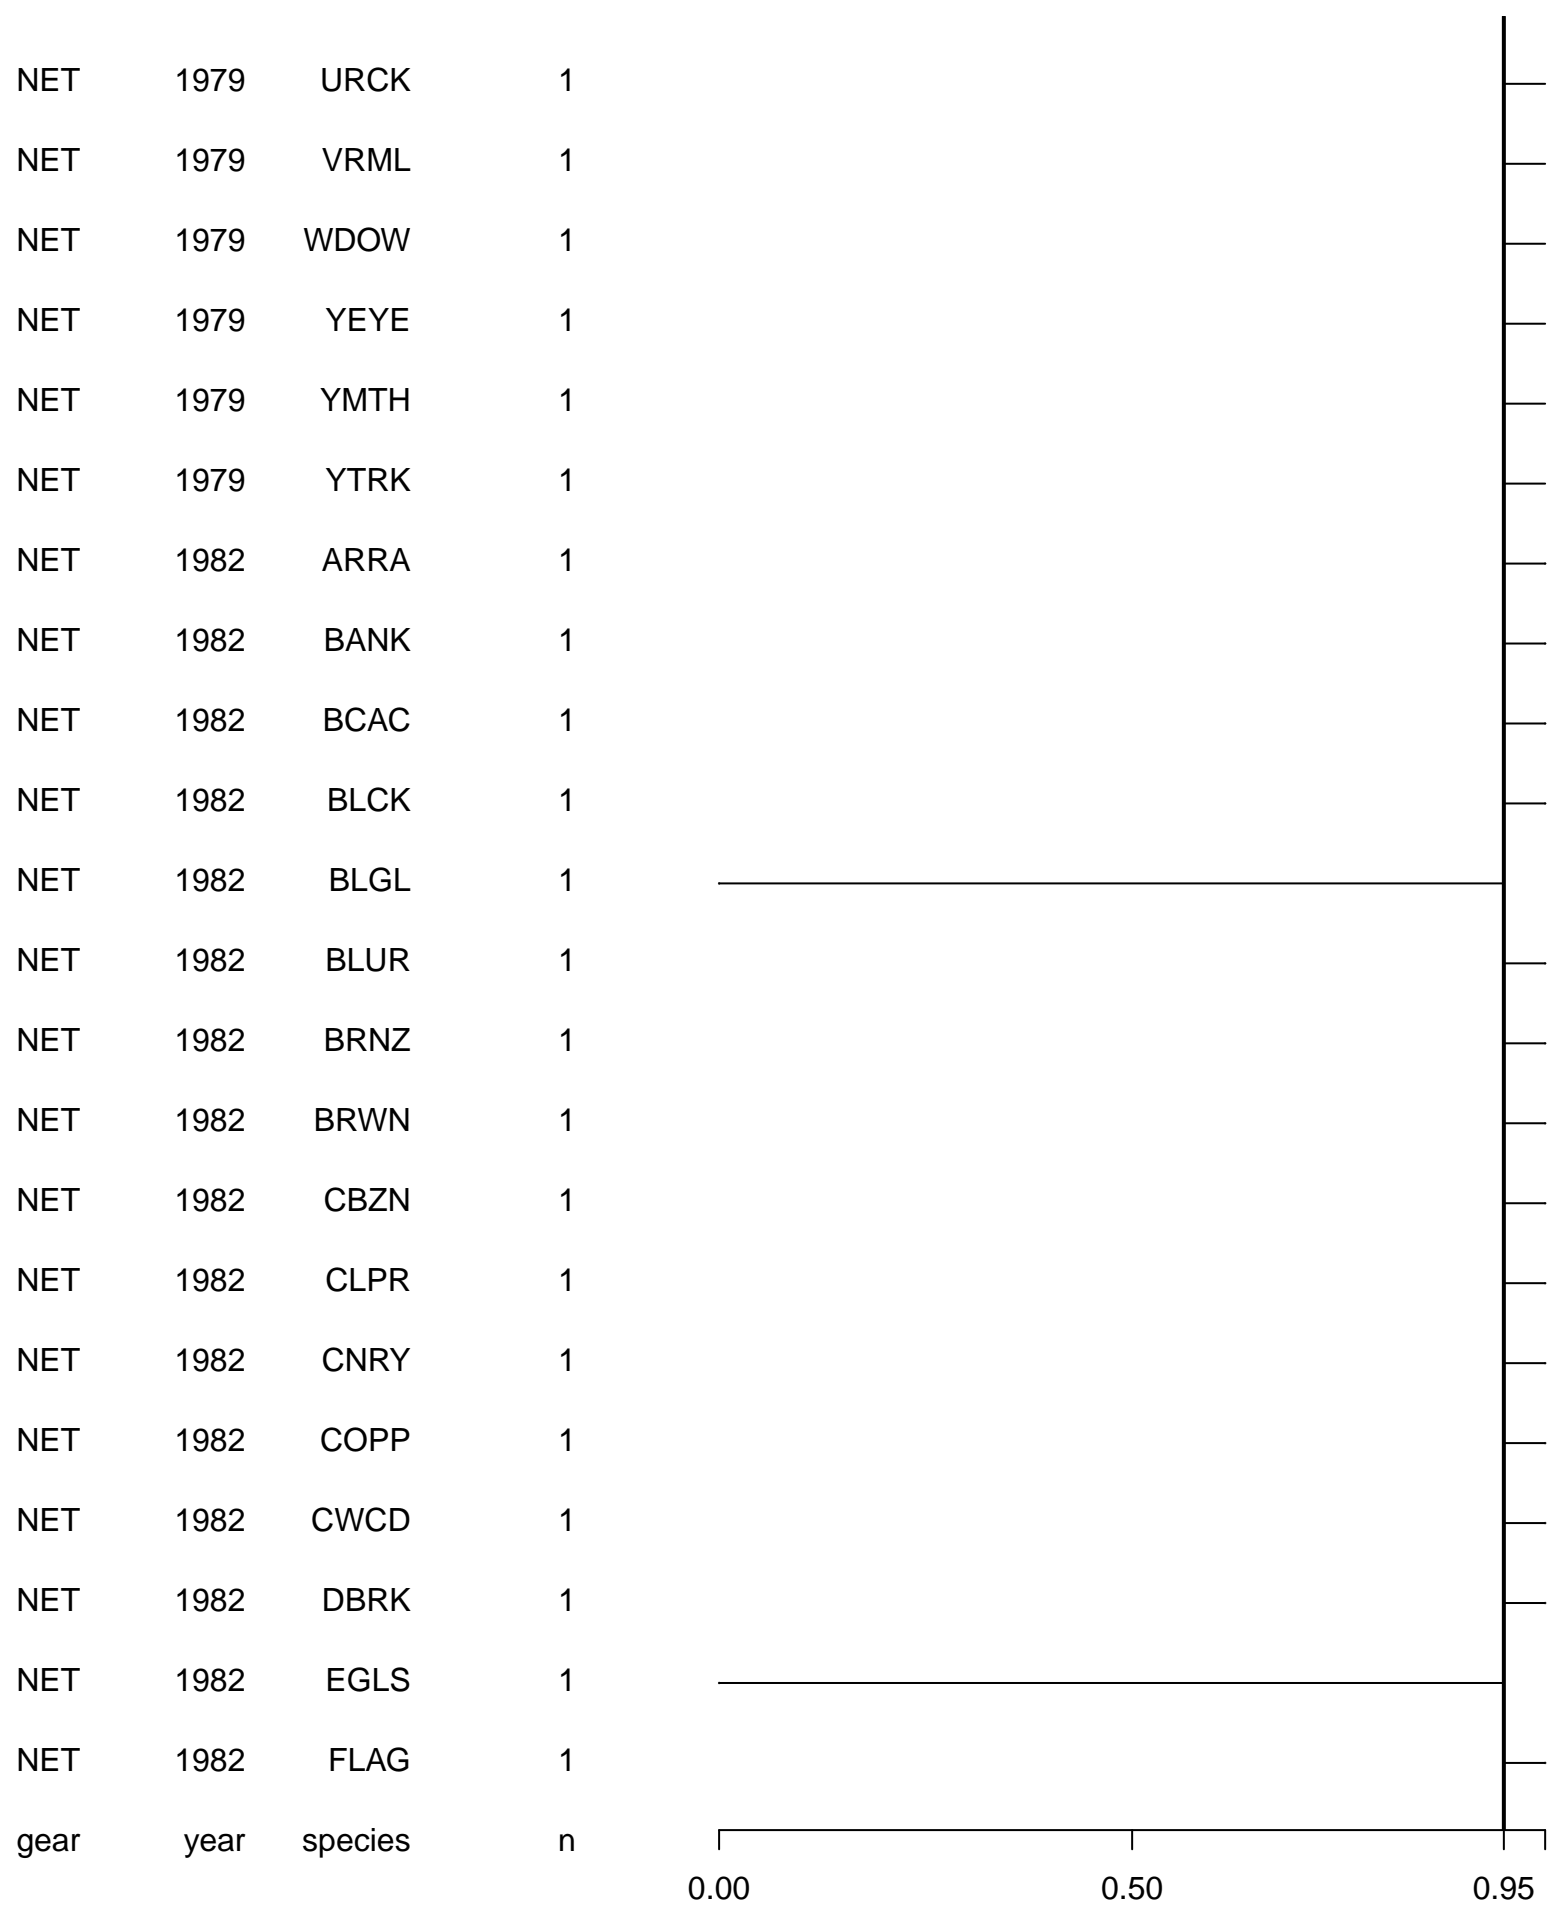 NET 1979 URCK 1
NET 1979 VRML 1
NET 1979 WDOW 1
NET 1979 YEYE 1
NET 1979 YMTH 1
NET 1979 YTRK 1
NET 1982 ARRA 1
NET 1982 BANK 1
NET 1982 BCAC 1
NET 1982 BLCK 1
NET 1982 BLGL 1
NET 1982 BLUR 1
NET 1982 BRNZ 1
NET 1982 BRWN 1
NET 1982 CBZN 1
NET 1982 CLPR 1
NET 1982 CNRY 1
NET 1982 COPP 1
NET 1982 CWCD 1
NET 1982 DBRK 1
NET 1982 EGLS 1
NET 1982 FLAG 1
gear year species n
0.00 0.50 0.95